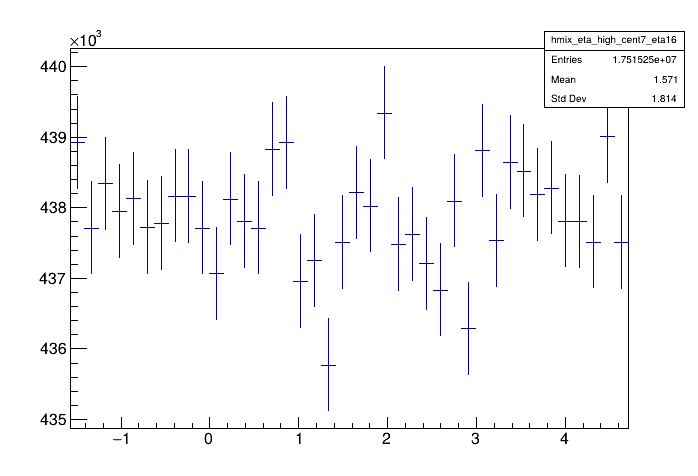 ×10³
hmix_eta_high_cent7_eta16
Entries 1.751525e+07
Mean 1.571
Std Dev 1.814
440
439
438
437
436
435
−1 0 1 2 3 4